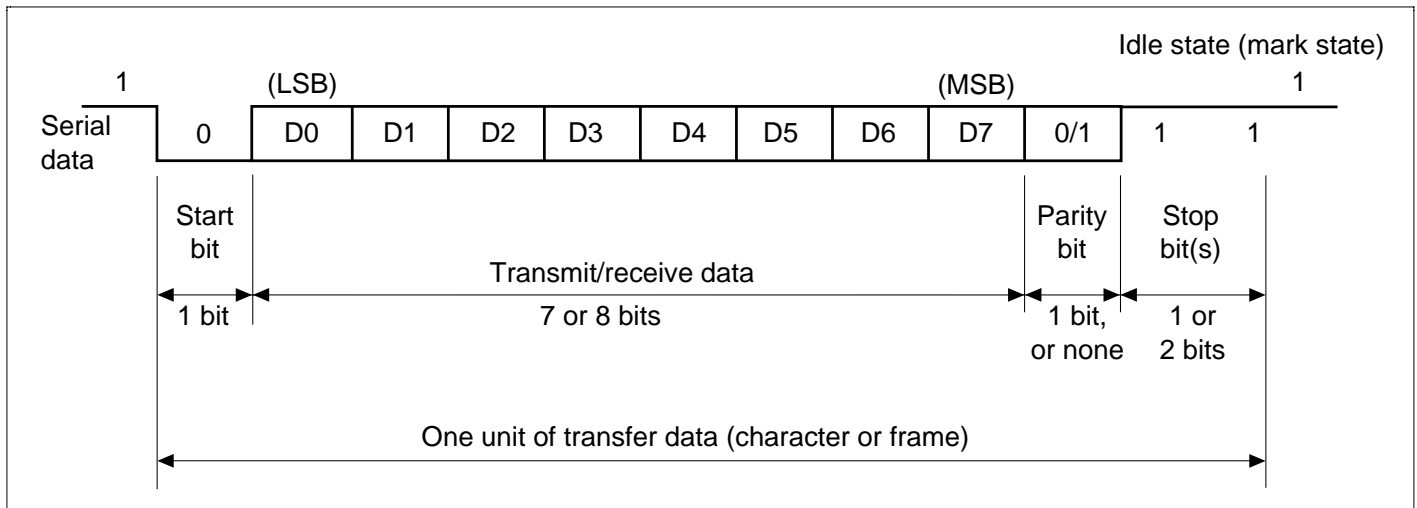 Idle state (mark state)
1 (LSB) (MSB) 1
Serial
data
0 D0 D1 D2 D3 D4 D5 D6 D7 0/1 1 1
Start
bit
Parity
bit
Stop
bit(s)
Transmit/receive data
1 bit
7 or 8 bits
1 bit,
or none
1 or
2 bits
One unit of transfer data (character or frame)